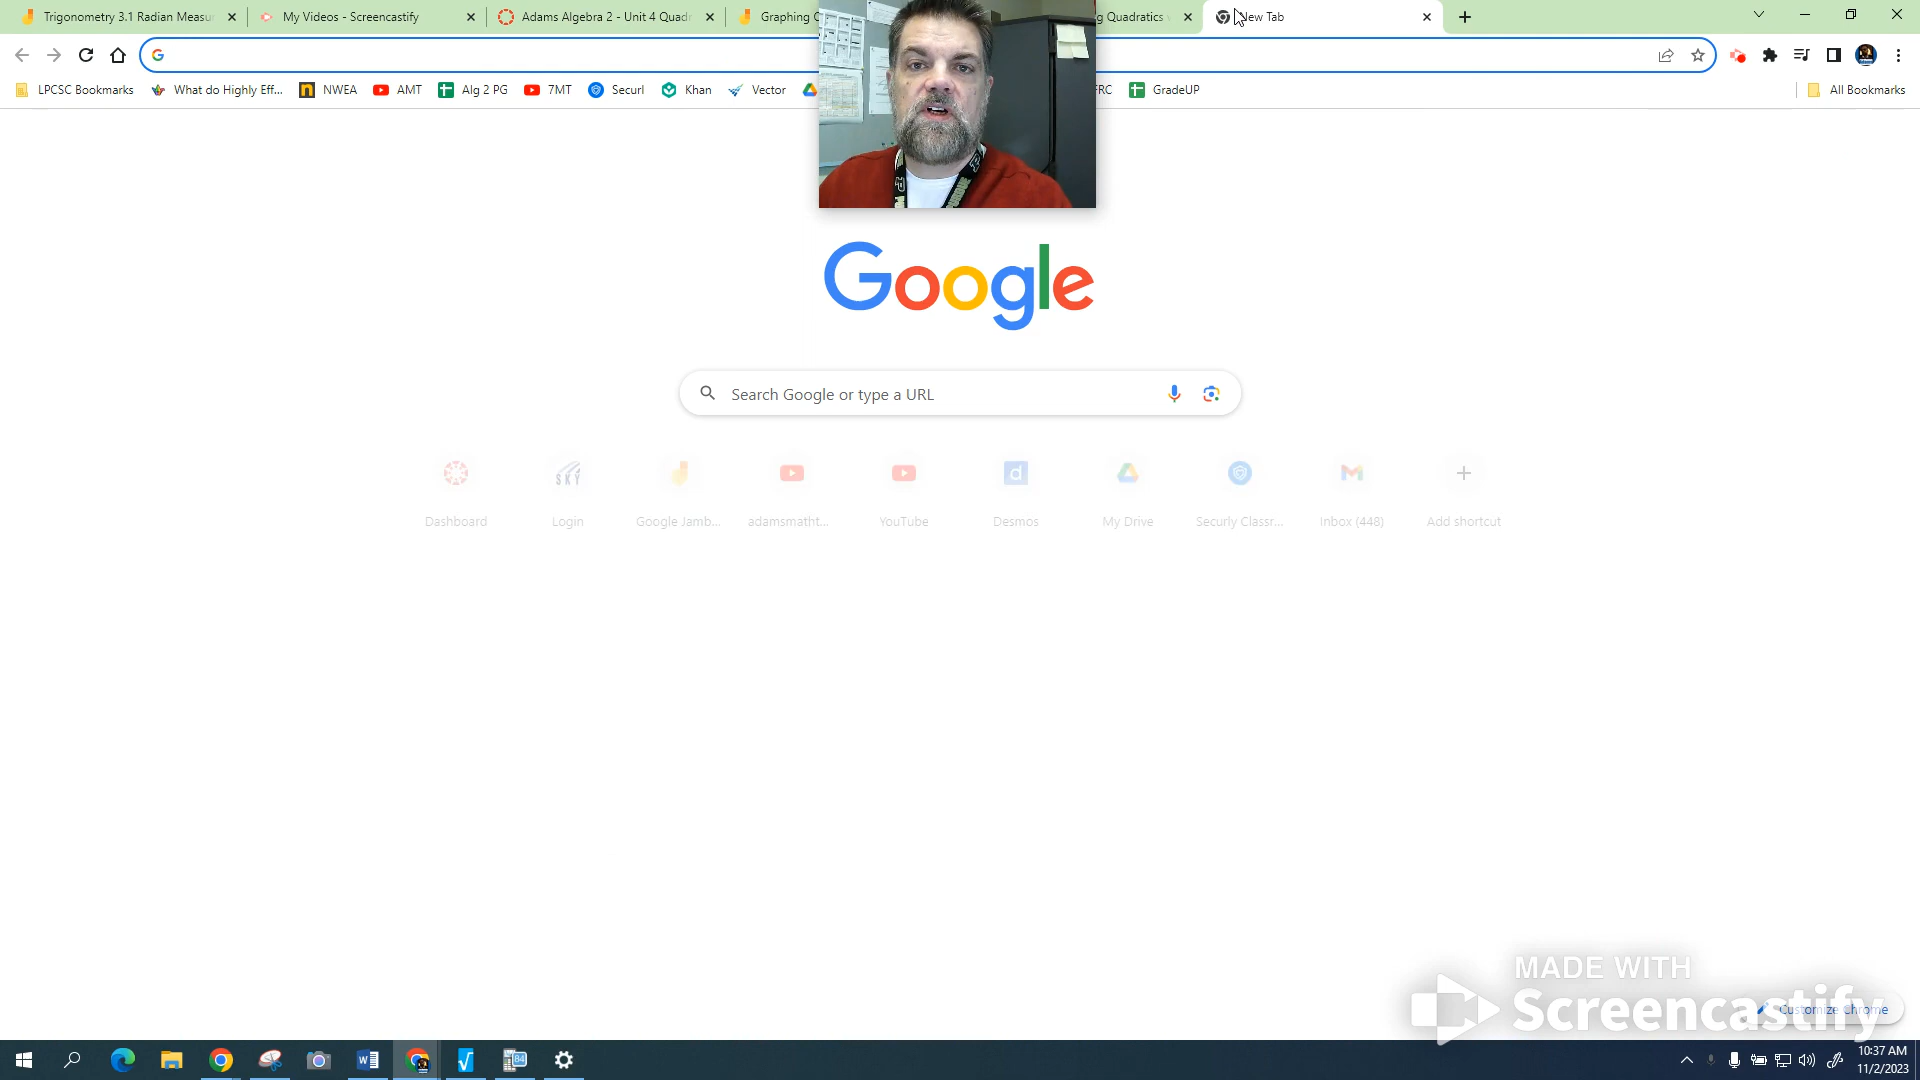 Trigonometry 3.1 Radian Measur
My Videos - Screencastify
Adams Algebra 2 - Unit 4 Quadr
Graphing
g Quadratics
New Tab
LPCSC Bookmarks
What do Highly Eff...
NWEA
AMT
Alg 2 PG
7MT
Securl
Khan
Vector
FRC
GradeUP
All Bookmarks
Google
Search Google or type a URL
Dashboard
Login
Google Jamb...
adamsmatht...
YouTube
Desmos
My Drive
Securly Classr...
Inbox (448)
Add shortcut
SKY
MADE WITH
Screencastify
Customize Chrome
10:37 AM
11/2/2023